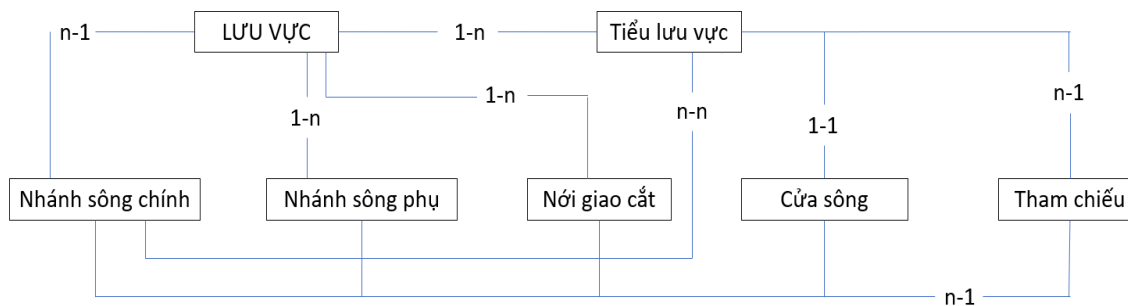 n-1
LƯU VỰC
1-n
Tiểu lưu vực
1-n
1-n
n-n
1-1
n-1
Nhánh sông chính
Nhánh sông phụ
Nới giao cắt
Cửa sông
Tham chiếu
n-1